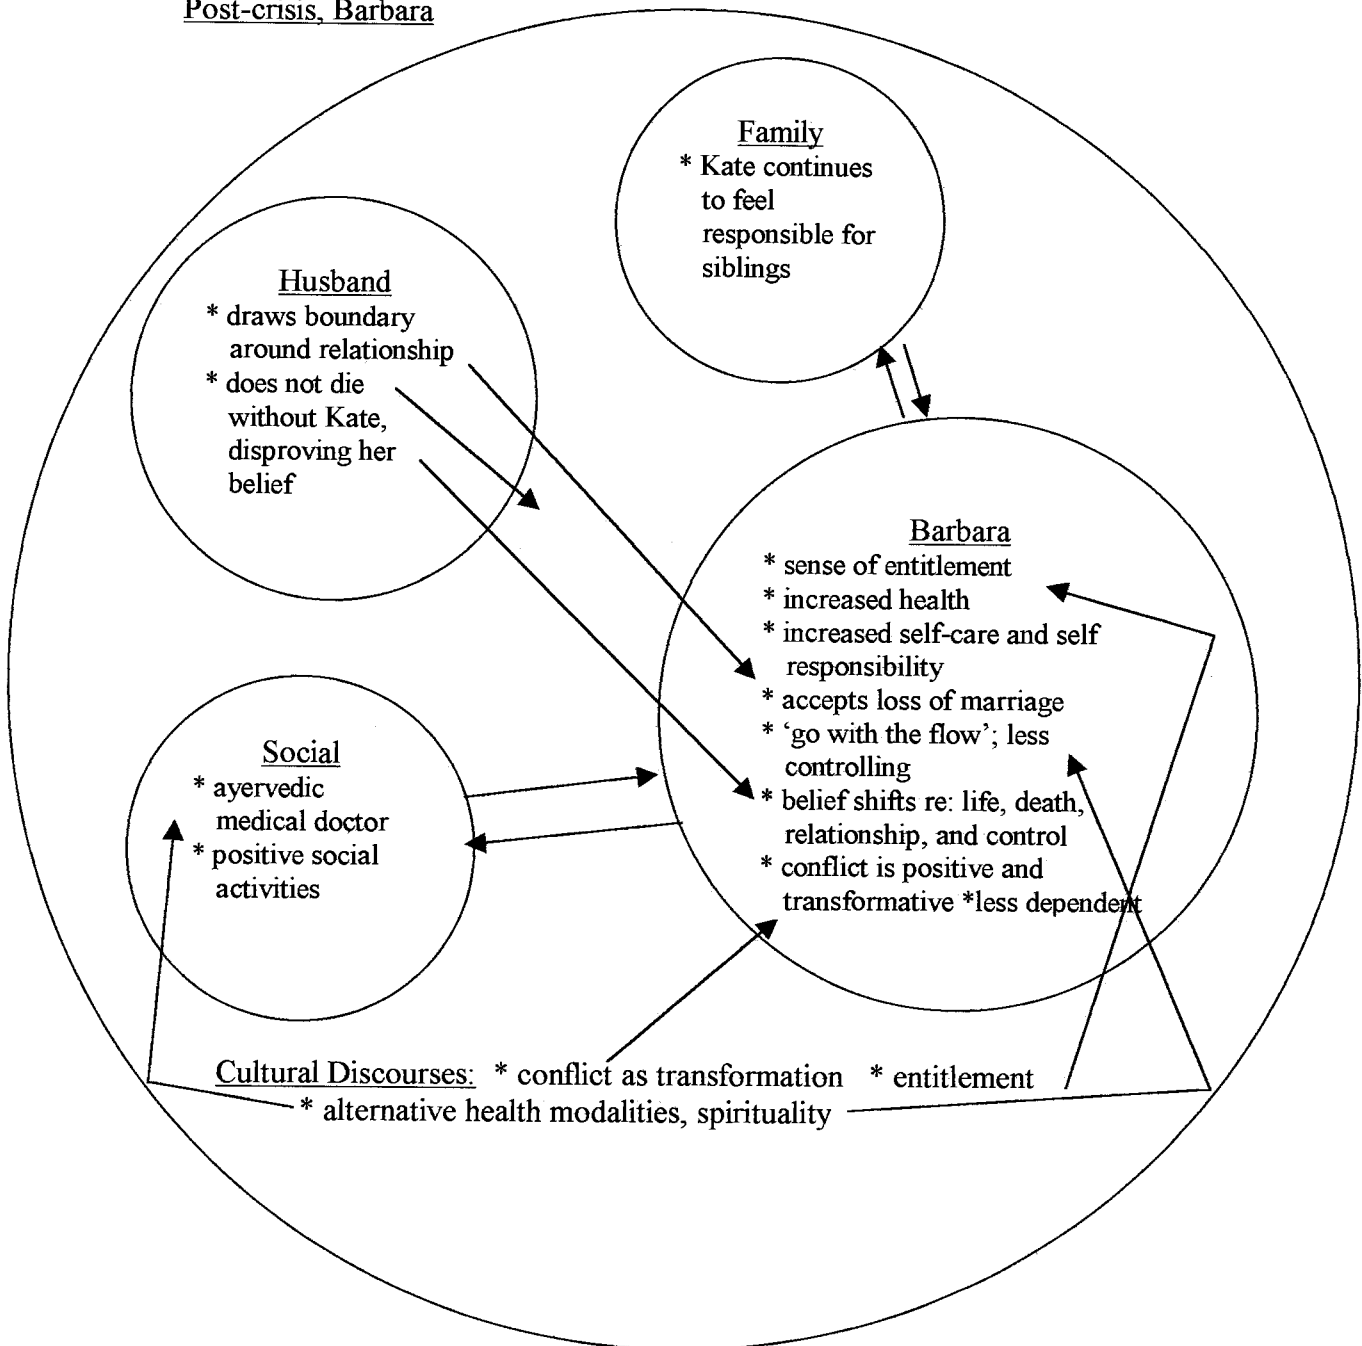 Post-crisis, Barbara
Family
* Kate continues
to feel
responsible for
siblings
Husband
* draws boundary
around relationship
* does not die
without Kate,
disproving her
belief
Barbara
* sense of entitlement
* increased health
* increased self-care and self
responsibility
* accepts loss of marriage
* ‘go with the flow’; less
controlling
* belief shifts re: life, death,
relationship, and control
* conflict is positive and
transformative *less dependent
Social
* ayervedic
medical doctor
* positive social
activities
Cultural Discourses: * conflict as transformation * entitlement
* alternative health modalities, spirituality